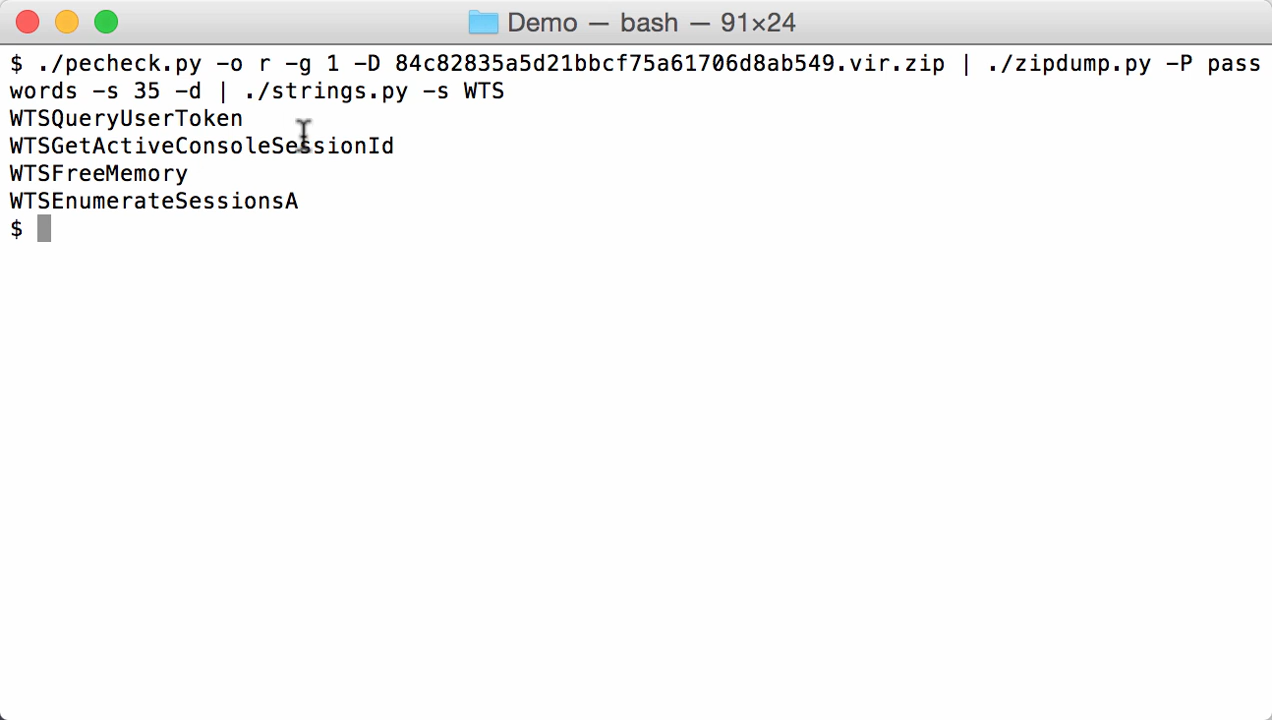 Demo — bash — 91×24
$ ./pecheck.py -o r -g 1 -D 84c82835a5d21bbcf75a61706d8ab549.vir.zip | ./zipdump.py -P pass
words -s 35 -d | ./strings.py -s WTS
WTSQueryUserToken
WTSGetActiveConsoleSessionId
WTSFreeMemory
WTSEnumerateSessionsA
$